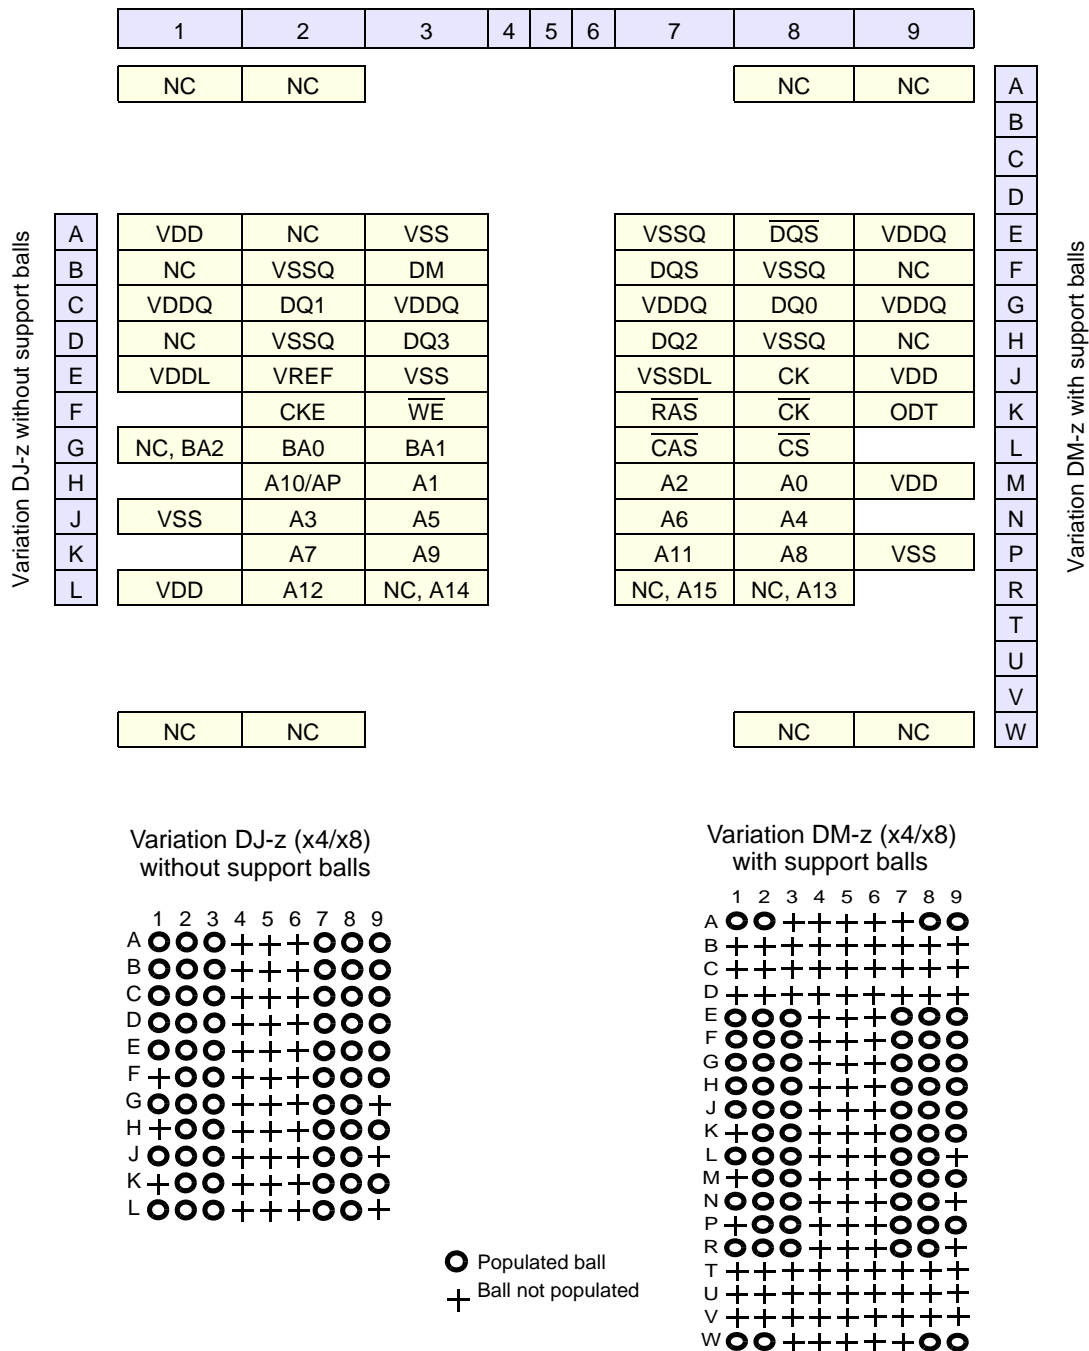 1 2 3 4 5 6 7 8 9
NC NC NC NC A
B
C
D
A VDD NC VSS VSSQ DQS VDDQ E
B NC VSSQ DM DQS VSSQ NC F
C VDDQ DQ1 VDDQ VDDQ DQ0 VDDQ G
D NC VSSQ DQ3 DQ2 VSSQ NC H
E VDDL VREF VSS VSSDL CK VDD J
F CKE WE RAS CK ODT K
G NC, BA2 BA0 BA1 CAS CS L
H A10/AP A1 A2 A0 VDD M
J VSS A3 A5 A6 A4 N
K A7 A9 A11 A8 VSS P
L VDD A12 NC, A14 NC, A15 NC, A13 R
T
U
V
NC NC NC NC W
Variation DJ-z without support balls
Variation DM-z with support balls
Variation DJ-z (x4/x8)
without support balls
1 2 3 4 5 6 7 8 9
A
B
C
D
E
F
G
H
J
K
L
Variation DM-z (x4/x8)
with support balls
1 2 3 4 5 6 7 8 9
A
B
C
D
E
F
G
H
J
K
L
M
N
P
R
T
U
V
W
Populated ball
Ball not populated